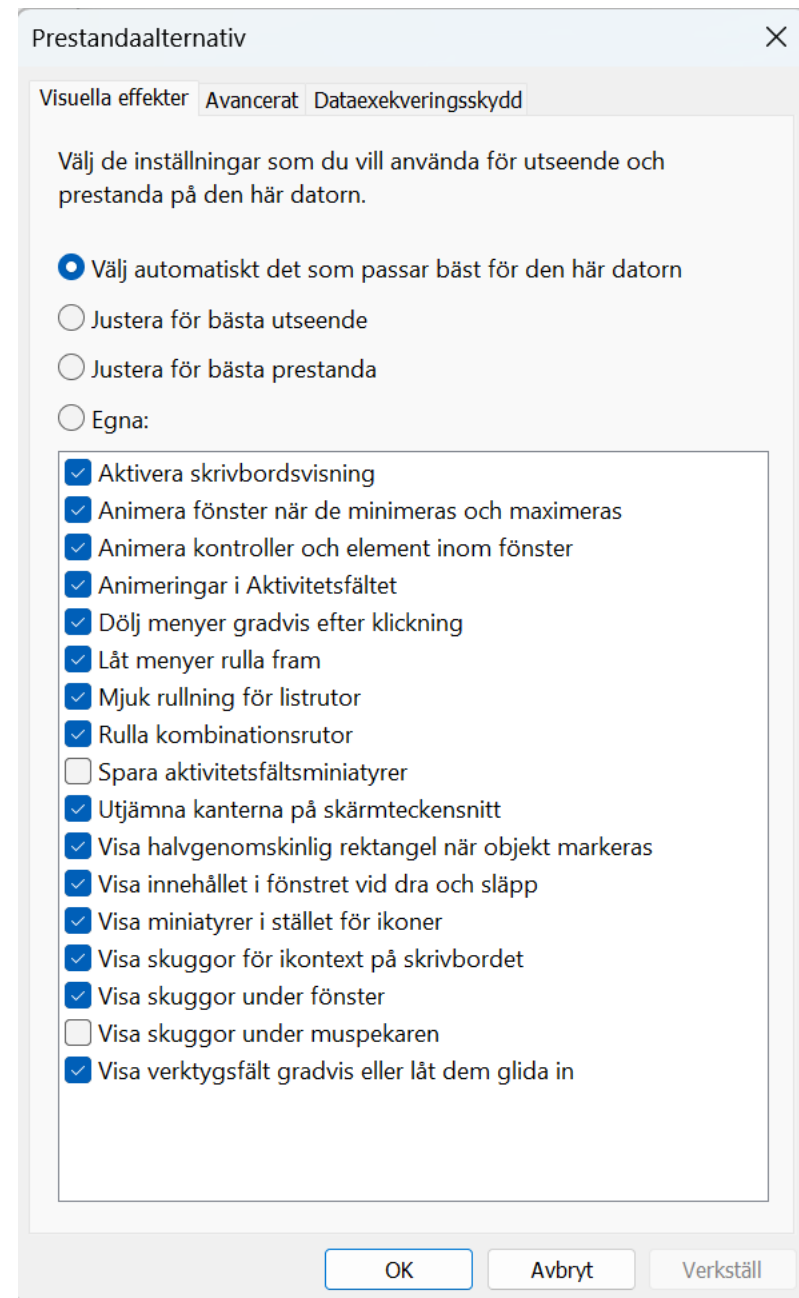 Prestandaalternativ
Visuella effekter Avancerat Dataexekveringsskydd
Välj de inställningar som du vill använda för utseende och
prestanda på den här datorn.
Välj automatiskt det som passar bäst för den här datorn
Justera för bästa utseende
Justera för bästa prestanda
Egna:
Aktivera skrivbordsvisning
Animera fönster när de minimeras och maximeras
Animera kontroller och element inom fönster
Animeringar i Aktivitetsfältet
Dölj menyer gradvis efter klickning
Låt menyer rulla fram
Mjuk rullning för listrutor
Rulla kombinationsrutor
Spara aktivitetsfältsminiatyrer
Utjämna kanterna på skärmteckensnitt
Visa halvgenomskinlig rektangel när objekt markeras
Visa innehållet i fönstret vid dra och släpp
Visa miniatyrer i stället för ikoner
Visa skuggor för ikontext på skrivbordet
Visa skuggor under fönster
Visa skuggor under muspekaren
Visa verktygsfält gradvis eller låt dem glida in
OK Avbryt Verkställ